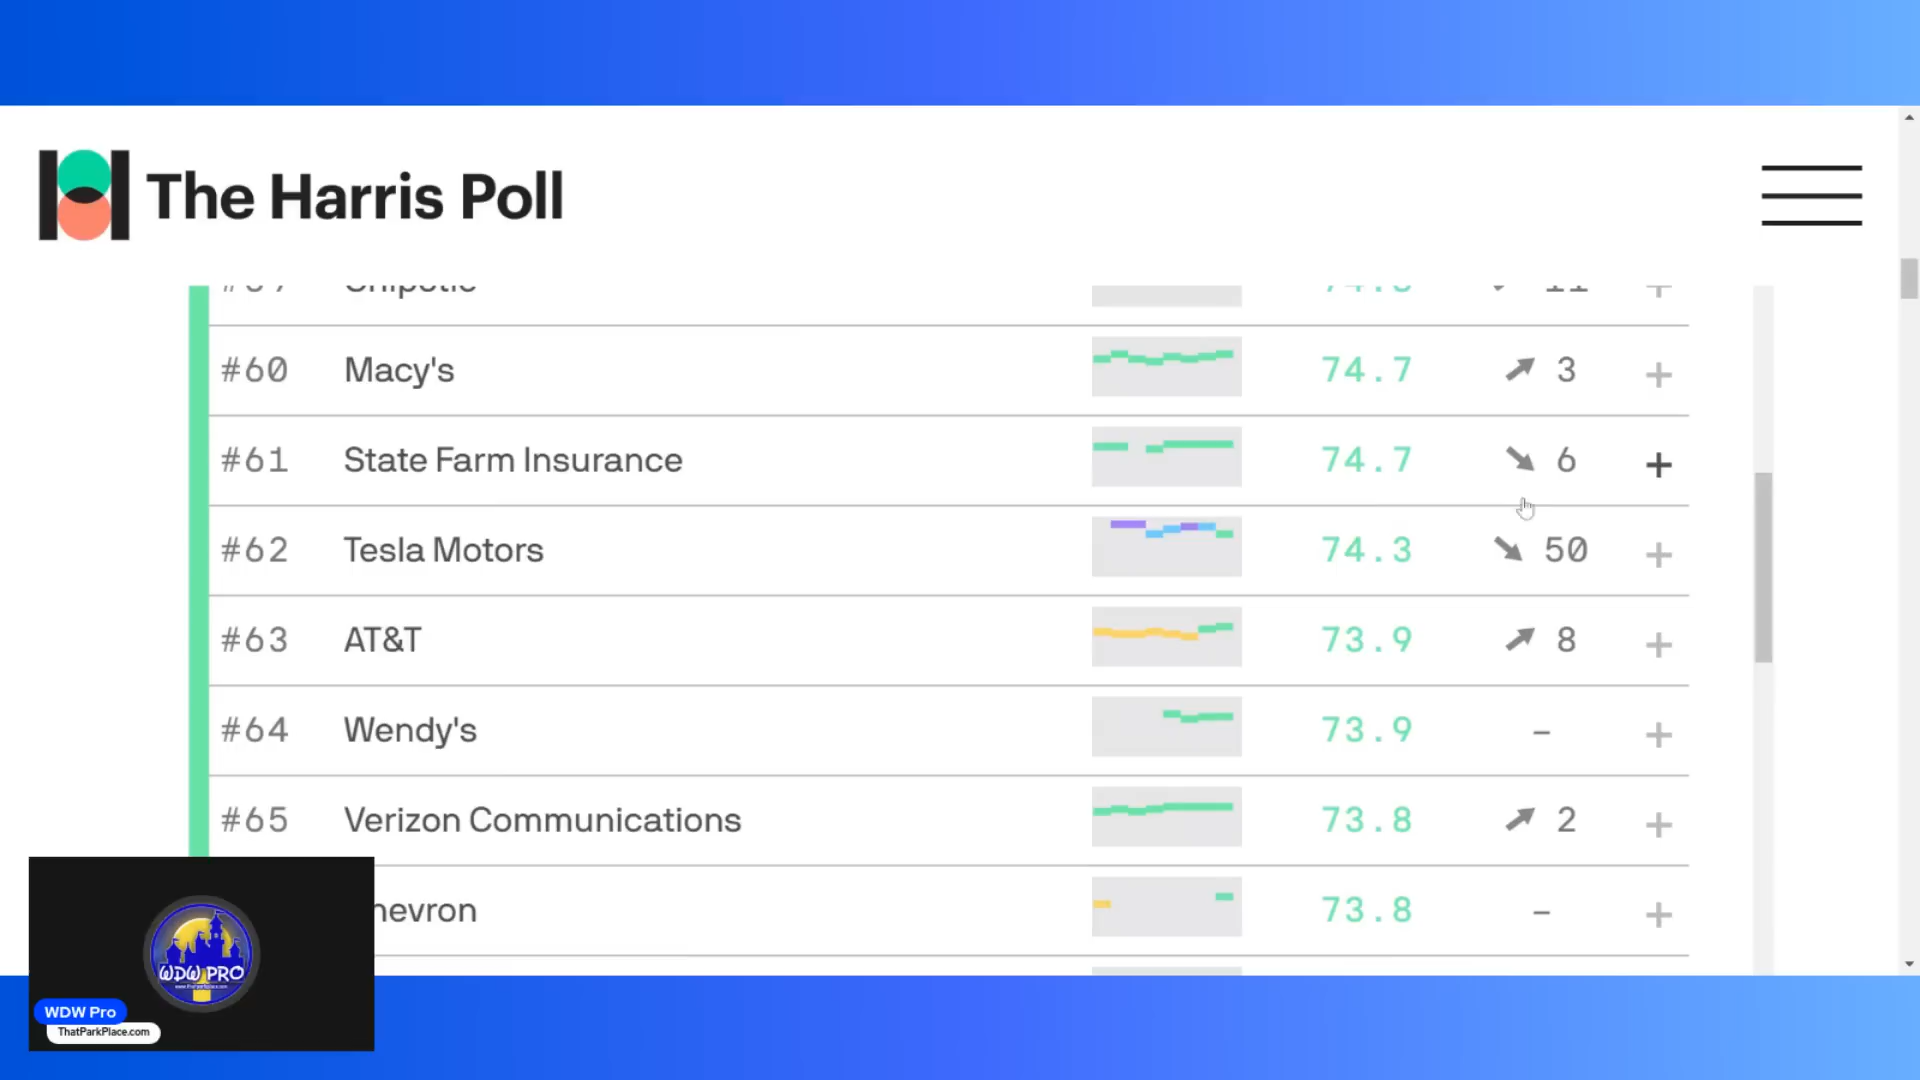 The Harris Poll
#60 Macy's 74.7 3 +
#61 State Farm Insurance 74.7 6 +
#62 Tesla Motors 74.3 50 +
#63 AT&T 73.9 8 +
#64 Wendy's 73.9 – +
#65 Verizon Communications 73.8 2 +
hevron 73.8 – +
WDW PRO
WDW Pro
ThatParkPlace.com